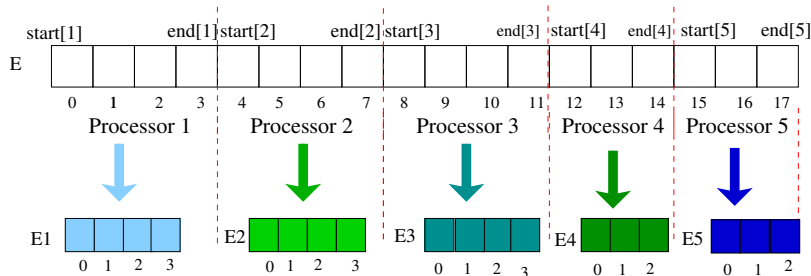 start[1] end[1] start[2] end[2] start[3] end[3] start[4] end[4] start[5] end[5]
E
0 1 2 3 4 5 6 7 8 9 10 11 12 13 14 15 16 17
Processor 1 Processor 2 Processor 3 Processor 4 Processor 5
E1 E2 E3 E4 E5
0 1 2 3 0 1 2 3 0 1 2 3 0 1 2 0 1 2